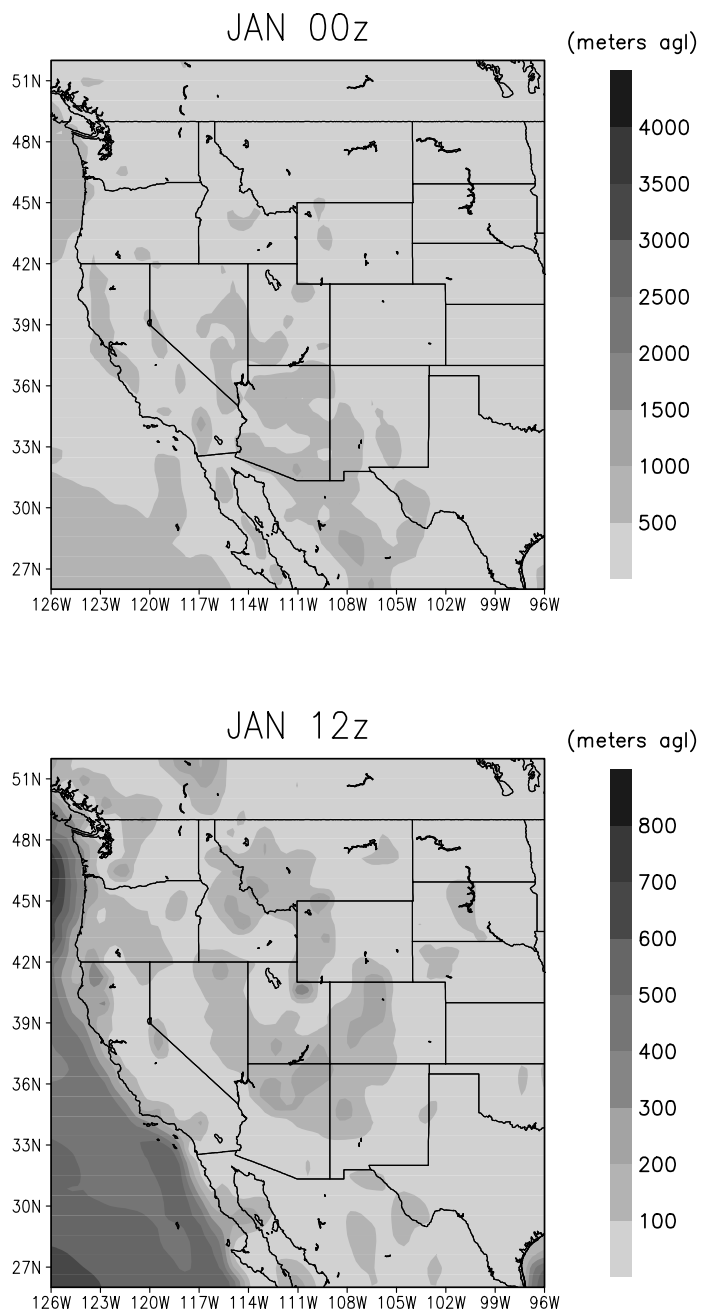 JAN 00z
(meters agl)
51N
48N
45N
42N
39N
36N
33N
30N
27N
126W 123W 120W 117W 114W 111W 108W 105W 102W 99W 96W
4000
3500
3000
2500
2000
1500
1000
500
JAN 12z
(meters agl)
51N
48N
45N
42N
39N
36N
33N
30N
27N
126W 123W 120W 117W 114W 111W 108W 105W 102W 99W 96W
800
700
600
500
400
300
200
100